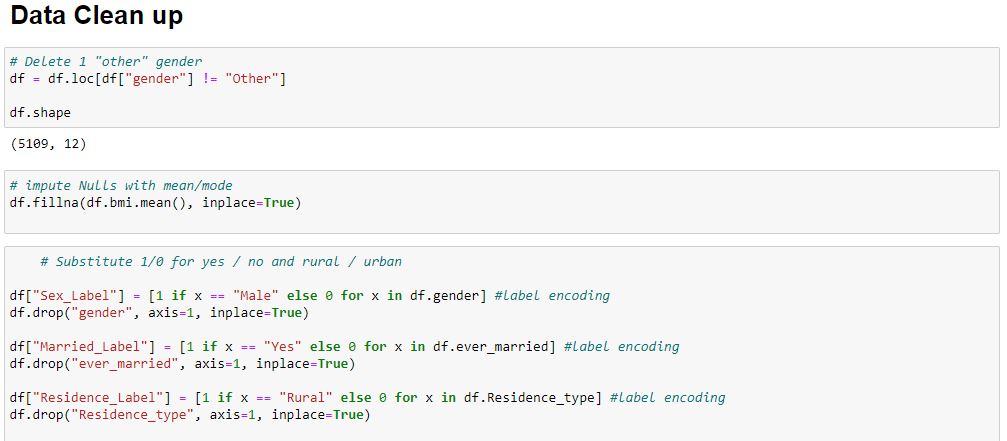 Data Clean up
# Delete 1 "other" gender
df = df.loc[df["gender"] != "Other"]
df.shape
(5109, 12)
# impute Nulls with mean/mode
df.fillna(df.bmi.mean(), inplace=True)
# Substitute 1/0 for yes / no and rural / urban
df["Sex_Label"] = [1 if x == "Male" else 0 for x in df.gender] #label encoding
df.drop("gender", axis=1, inplace=True)
df["Married_Label"] = [1 if x == "Yes" else 0 for x in df.ever_married] #label encoding
df.drop("ever_married", axis=1, inplace=True)
df["Residence_Label"] = [1 if x == "Rural" else 0 for x in df.Residence_type] #label encoding
df.drop("Residence_type", axis=1, inplace=True)